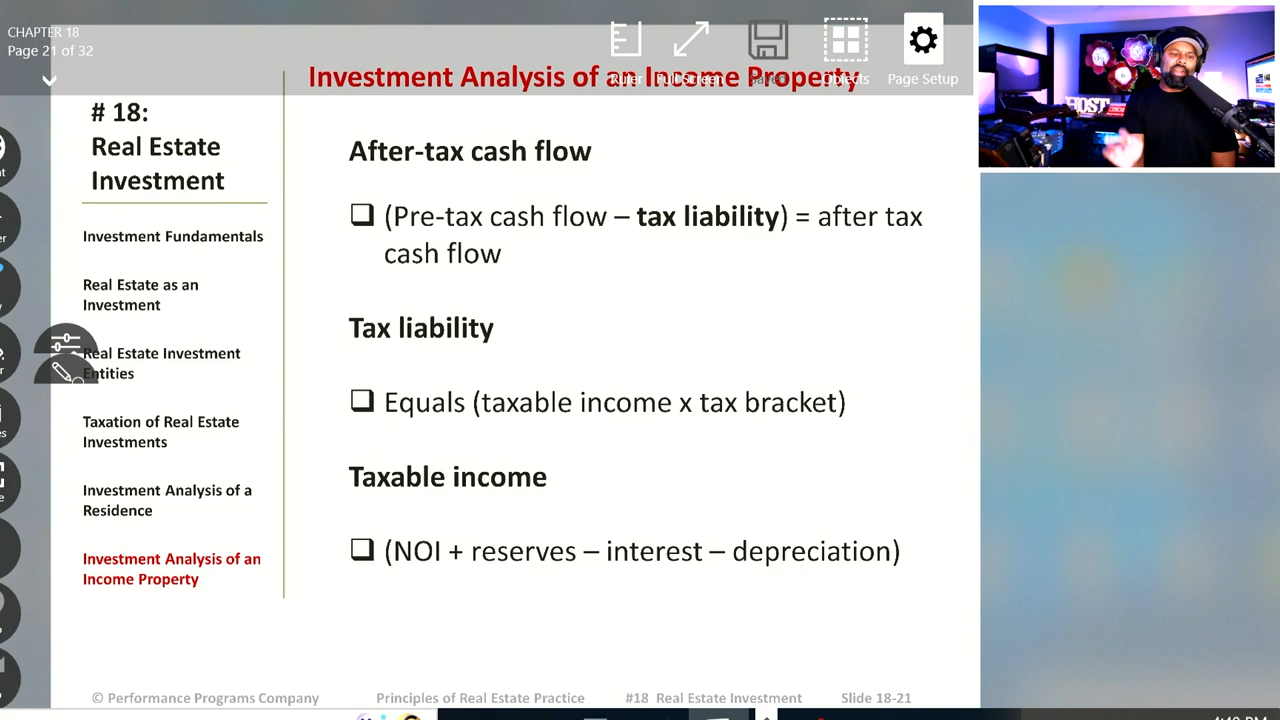 CHAPTER 18
Page 21 of 32
Ruler
Full Screen
Objects
Page Setup
Investment Analysis of an Income Property
# 18:
Real Estate
Investment
Investment Fundamentals
Real Estate as an
Investment
Real Estate Investment
Entities
Taxation of Real Estate
Investments
Investment Analysis of a
Residence
Investment Analysis of an
Income Property
After-tax cash flow
❑ (Pre-tax cash flow – tax liability) = after tax
cash flow
Tax liability
❑ Equals (taxable income x tax bracket)
Taxable income
❑ (NOI + reserves – interest – depreciation)
© Performance Programs Company
Principles of Real Estate Practice
#18 Real Estate Investment
Slide 18-21
HOST